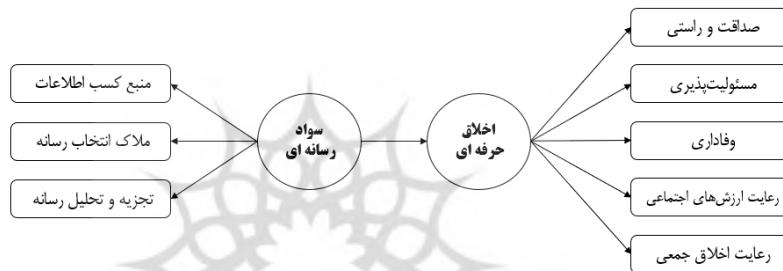 صداقت و راستی
مسئولیت‌پذیری
وفاداری
رعایت ارزش‌های اجتماعی
رعایت اخلاق جمعی
اخلاق
حرفه ای
سواد
رسانه ای
منبع کسب اطلاعات
ملاک انتخاب رسانه
تجزیه و تحلیل رسانه